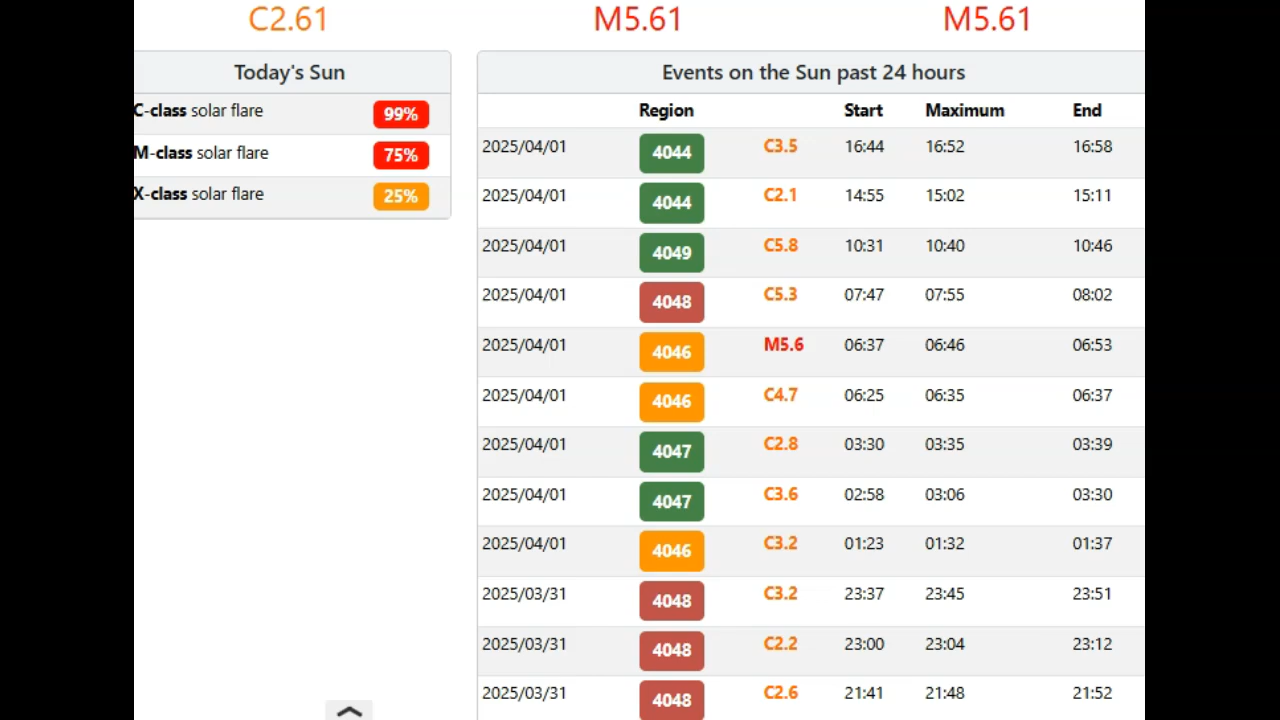 C2.61 M5.61 M5.61
Today's Sun
C-class solar flare 99%
M-class solar flare 75%
X-class solar flare 25%
Events on the Sun past 24 hours
Region Start Maximum End
2025/04/01 4044 C3.5 16:44 16:52 16:58
2025/04/01 4044 C2.1 14:55 15:02 15:11
2025/04/01 4049 C5.8 10:31 10:40 10:46
2025/04/01 4048 C5.3 07:47 07:55 08:02
2025/04/01 4046 M5.6 06:37 06:46 06:53
2025/04/01 4046 C4.7 06:25 06:35 06:37
2025/04/01 4047 C2.8 03:30 03:35 03:39
2025/04/01 4047 C3.6 02:58 03:06 03:30
2025/04/01 4046 C3.2 01:23 01:32 01:37
2025/03/31 4048 C3.2 23:37 23:45 23:51
2025/03/31 4048 C2.2 23:00 23:04 23:12
2025/03/31 4048 C2.6 21:41 21:48 21:52